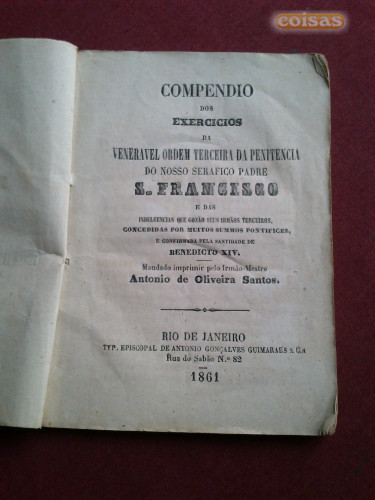 coisas
COMPENDIO
DOS
EXERCICIOS
DA
VENERAVEL ORDEM TERCEIRA DA PENITENCIA
DO NOSSO SERAFICO PADRE
S. FRANCISCO
E DAS
INDULGENCIAS QUE GOZÃO SEUS IRMÃOS TERCEIROS,
CONCEDIDAS POR MUITOS SUMMOS PONTIFICES,
E CONFIRMADA PELA SANTIDADE DE
BENEDICTO XIV.
Mandado imprimir pelo Irmão-Mestre
Antonio de Oliveira Santos.
RIO DE JANEIRO
TYP. EPISCOPAL DE ANTONIO GONÇALVES GUIMARAES & C.A
Rua do Sabão N.º 82
1861